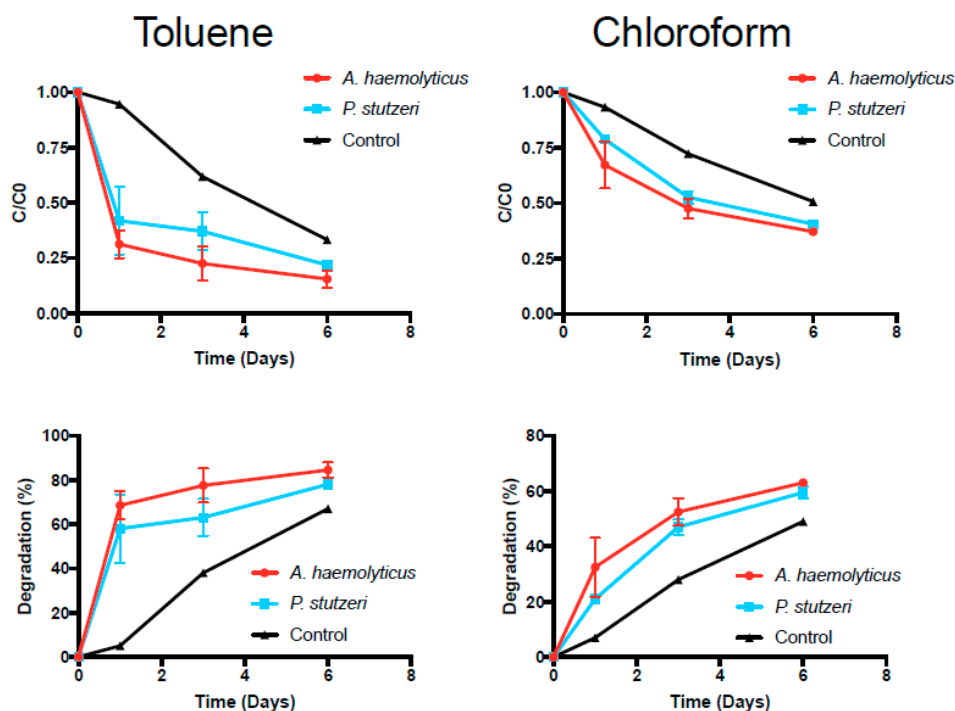 Toluene
Chloroform
A. haemolyticus
P. stutzeri
Control
1.00
0.75
0.50
0.25
0.00
C/C0
0 2 4 6 8
Time (Days)
A. haemolyticus
P. stutzeri
Control
1.00
0.75
0.50
0.25
0.00
C/C0
0 2 4 6 8
Time (Days)
100
80
60
40
20
0
Degradation (%)
A. haemolyticus
P. stutzeri
Control
0 2 4 6 8
Time (Days)
80
60
40
20
0
Degradation (%)
A. haemolyticus
P. stutzeri
Control
0 2 4 6 8
Time (Days)